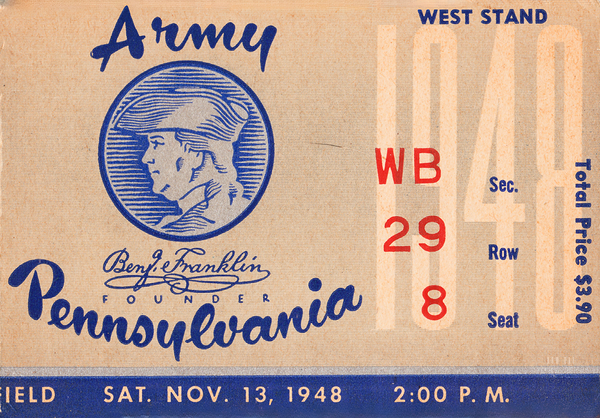 Army
Benj. Franklin
FOUNDER
Pennsylvania
WEST STAND
1948
WB Sec.
29 Row
8 Seat
Total Price $3.90
FIELD SAT. NOV. 13, 1948 2:00 P. M.